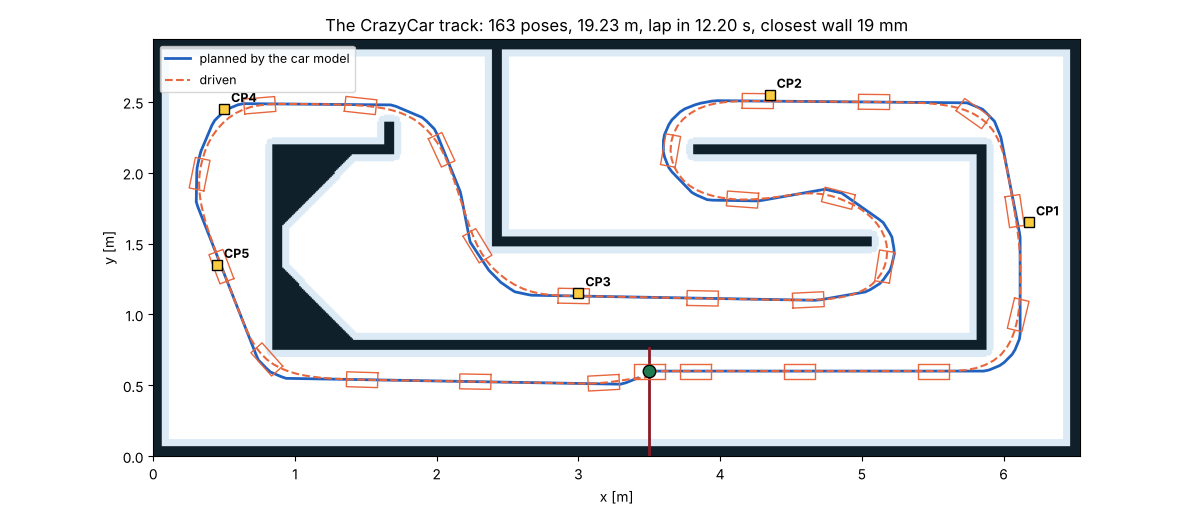 The CrazyCar track: 163 poses, 19.23 m, lap in 12.20 s, closest wall 19 mm
planned by the car model
driven
CP4
CP2
CP1
CP5
CP3
y [m]
2.5
2.0
1.5
1.0
0.5
0.0
0
1
2
3
4
5
6
x [m]